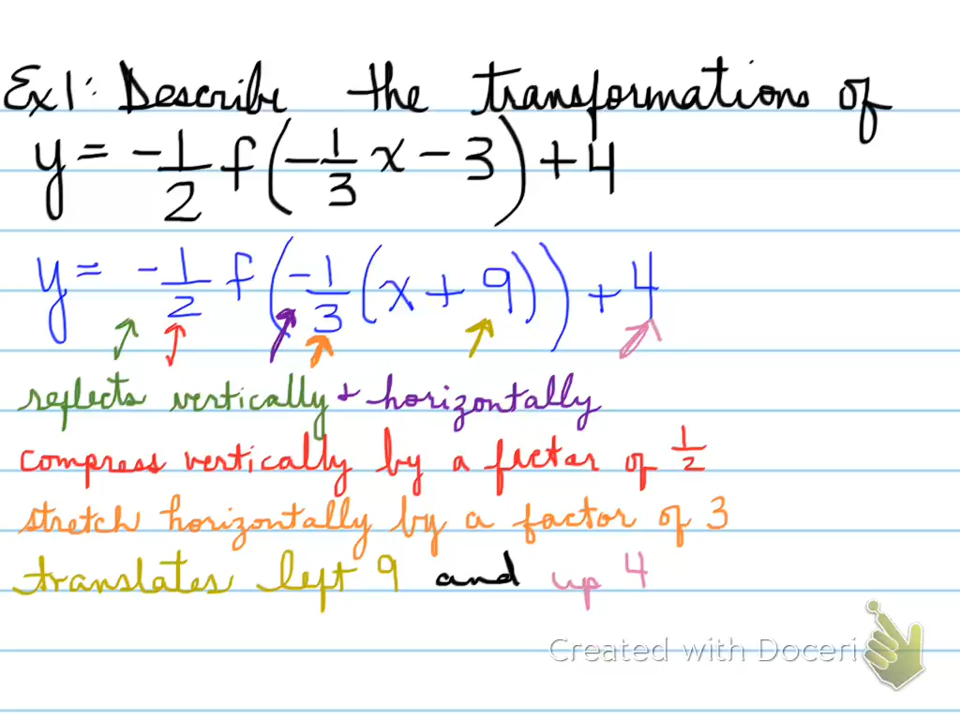 Ex1: Describe the transformations of
y = -1/2 f(-1/3 x - 3) + 4
y = -1/2 f(-1/3 (x + 9)) + 4
reflects vertically + horizontally
compress vertically by a factor of 1/2
stretch horizontally by a factor of 3
translates left 9 and up 4
Created with Doceri